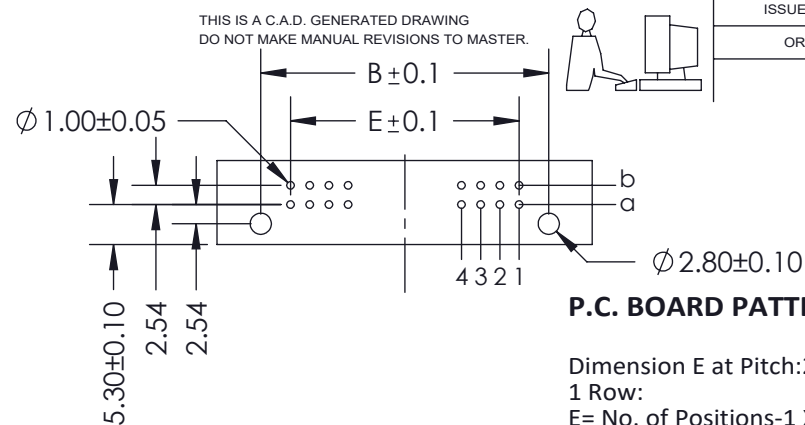 THIS IS A C.A.D. GENERATED DRAWING
DO NOT MAKE MANUAL REVISIONS TO MASTER.
ISSUE
OR
B±0.1
∅1.00±0.05
E±0.1
b
a
4 3 2 1
∅2.80±0.10
5.30±0.10
2.54
2.54
P.C. BOARD PATT
Dimension E at Pitch:
1 Row:
E= No. of Positions-1